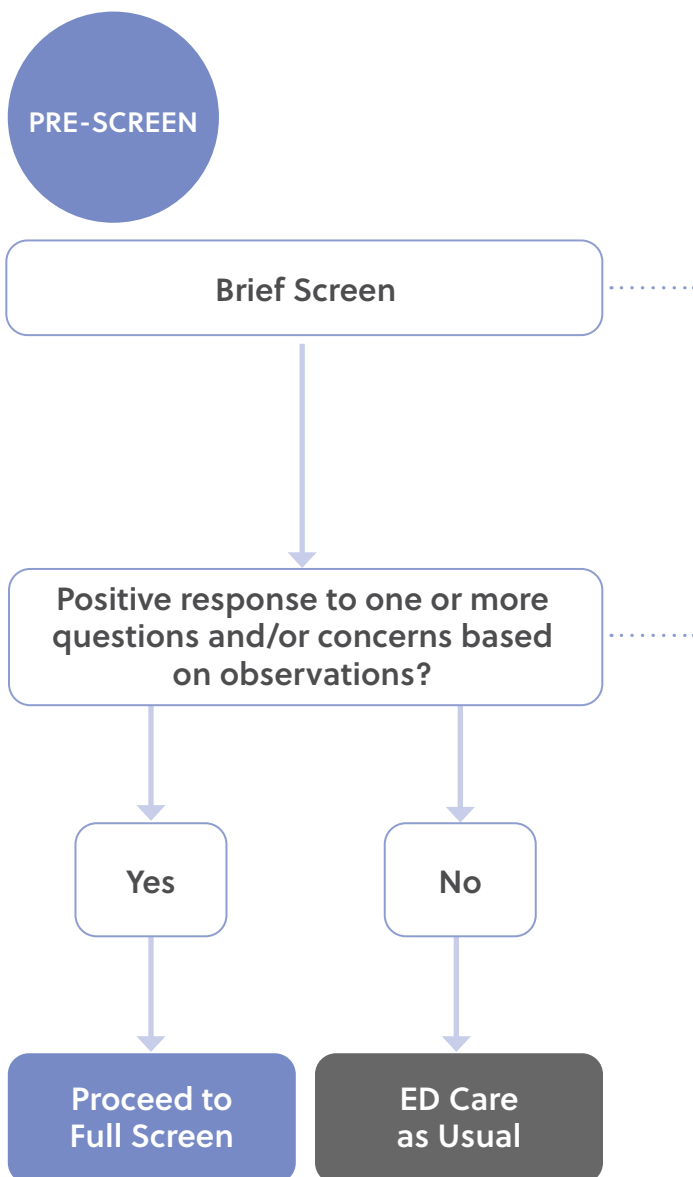 PRE-SCREEN
Brief Screen
Positive response to one or more
questions and/or concerns based
on observations?
Yes
No
Proceed to
Full Screen
ED Care
as Usual